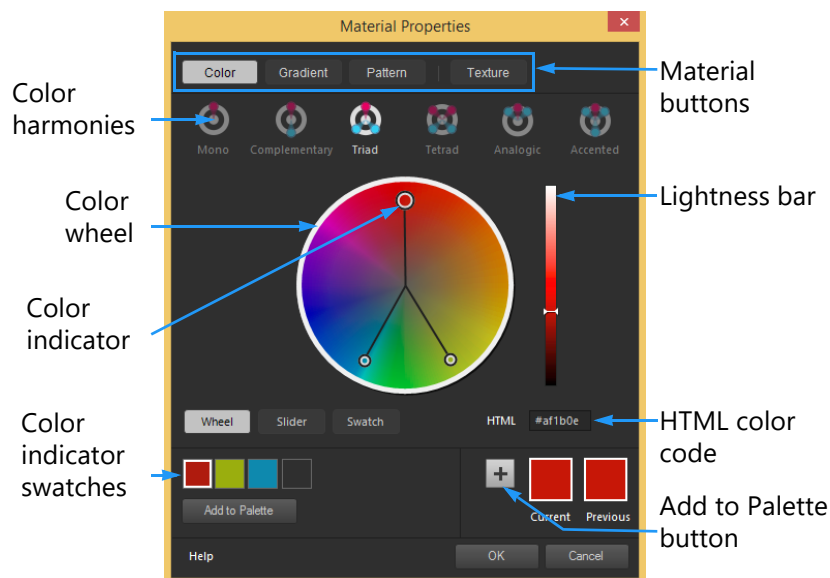 Material Properties
×
Color Gradient Pattern Texture
Material
buttons
Color
harmonies
Mono Complementary Triad Tetrad Analogic Accented
Lightness bar
Color
wheel
Color
indicator
Wheel Slider Swatch HTML #af1b0e
HTML color
code
Color
indicator
swatches
+
Add to Palette
Current Previous
Add to Palette
button
Help OK Cancel